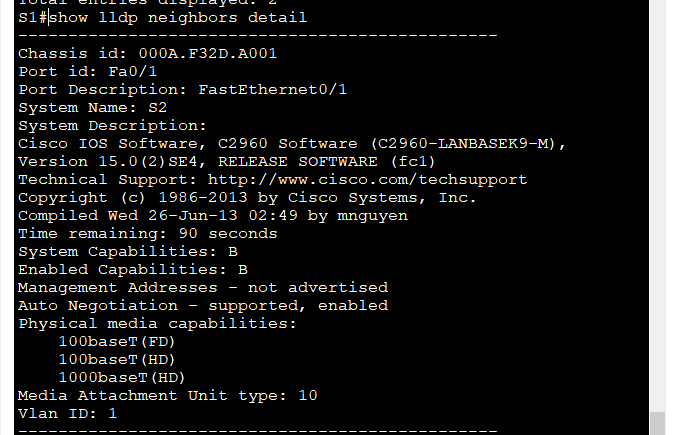 Total entries displayed: 2
S1#show lldp neighbors detail
------------------------------------------------
Chassis id: 000A.F32D.A001
Port id: Fa0/1
Port Description: FastEthernet0/1
System Name: S2
System Description:
Cisco IOS Software, C2960 Software (C2960-LANBASEK9-M),
Version 15.0(2)SE4, RELEASE SOFTWARE (fc1)
Technical Support: http://www.cisco.com/techsupport
Copyright (c) 1986-2013 by Cisco Systems, Inc.
Compiled Wed 26-Jun-13 02:49 by mnguyen
Time remaining: 90 seconds
System Capabilities: B
Enabled Capabilities: B
Management Addresses - not advertised
Auto Negotiation - supported, enabled
Physical media capabilities:
    100baseT(FD)
    100baseT(HD)
    1000baseT(HD)
Media Attachment Unit type: 10
Vlan ID: 1
------------------------------------------------